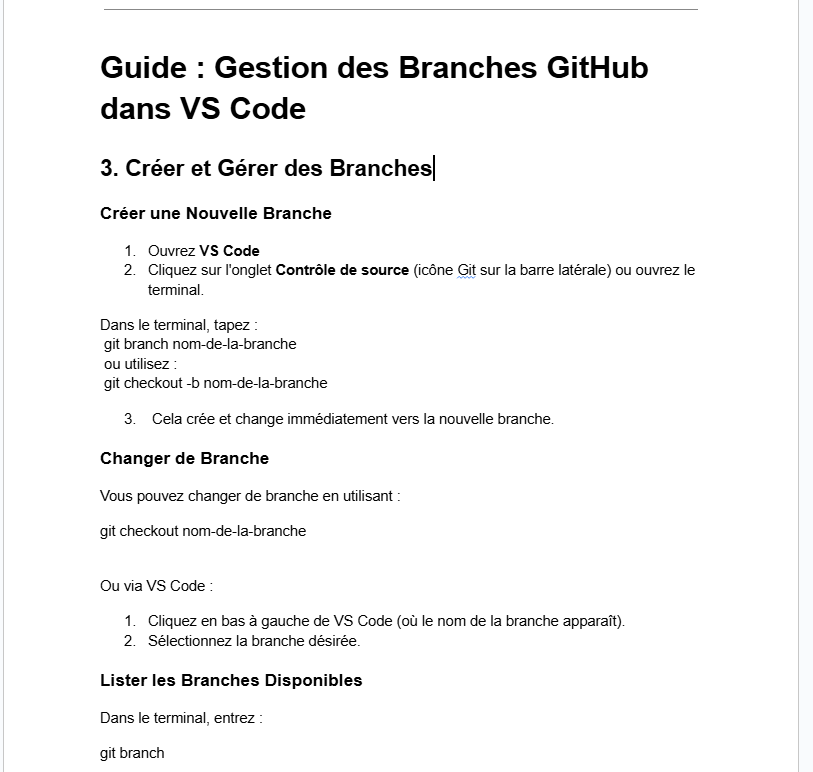 Guide : Gestion des Branches GitHub
dans VS Code
3. Créer et Gérer des Branches
Créer une Nouvelle Branche
1. Ouvrez VS Code
2. Cliquez sur l'onglet Contrôle de source (icône Git sur la barre latérale) ou ouvrez le
terminal.
Dans le terminal, tapez :
git branch nom-de-la-branche
ou utilisez :
git checkout -b nom-de-la-branche
3. Cela crée et change immédiatement vers la nouvelle branche.
Changer de Branche
Vous pouvez changer de branche en utilisant :
git checkout nom-de-la-branche
Ou via VS Code :
1. Cliquez en bas à gauche de VS Code (où le nom de la branche apparaît).
2. Sélectionnez la branche désirée.
Lister les Branches Disponibles
Dans le terminal, entrez :
git branch